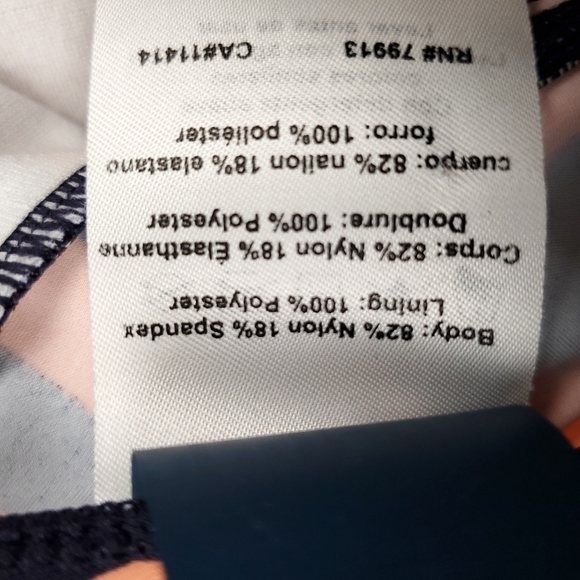 Body: 82% Nylon 18% Spandex
Lining: 100% Polyester
Corps: 82% Nylon 18% Élasthanne
Doublure: 100% Polyester
cuerpo: 82% nailon 18% elastano
forro: 100% poliéster
RN# 79913 CA#11414